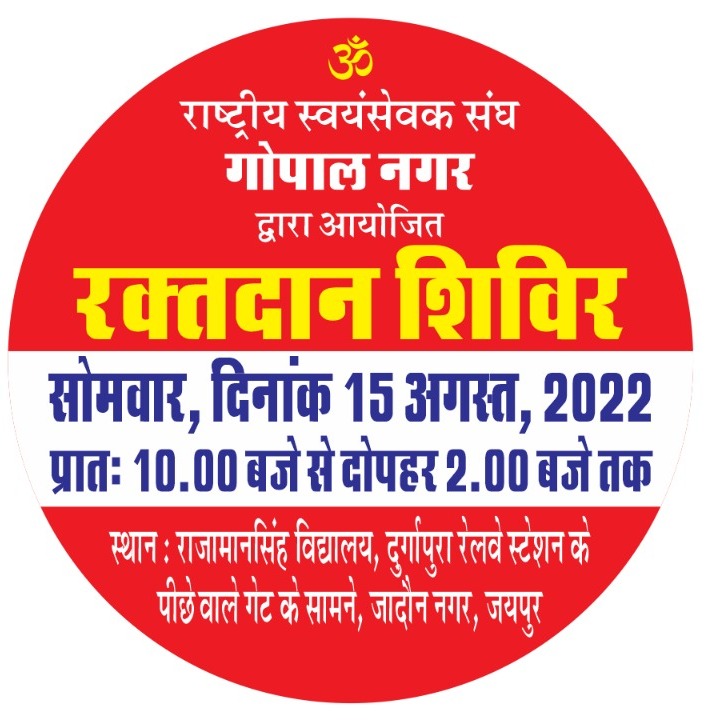 ॐ
राष्ट्रीय स्वयंसेवक संघ
गोपाल नगर
द्वारा आयोजित
रक्तदान शिविर
सोमवार, दिनांक 15 अगस्त, 2022
प्रातः 10.00 बजे से दोपहर 2.00 बजे तक
स्थान : राजामानसिंह विद्यालय, दुर्गापुरा रेलवे स्टेशन के
पीछे वाले गेट के सामने, जादौन नगर, जयपुर